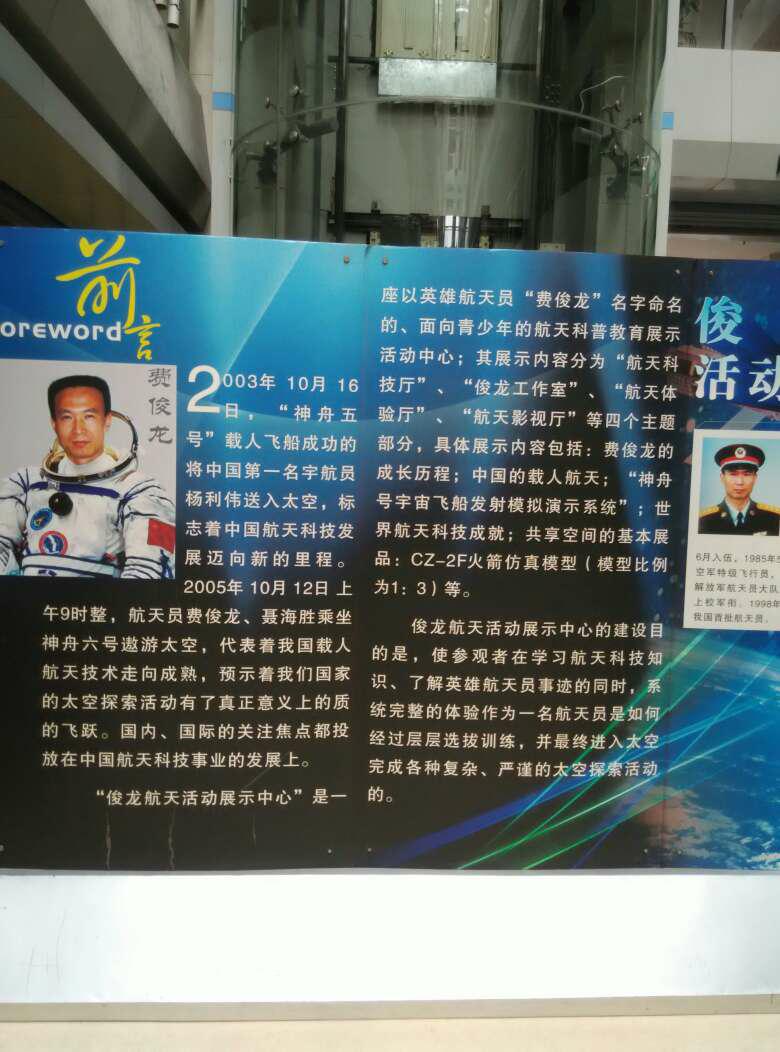 前言
oreword
费俊龙
2003年 10月 16
日，“神舟五
号”载人飞船成功的
将中国第一名宇航员
杨利伟送入太空，标
志着中国航天科技发
展迈向新的里程。
2005年 10月 12日 上
午9时整，航天员费俊龙、聂海胜乘坐
神舟六号遨游太空，代表着我国载人
航天技术走向成熟，预示着我们国家
的太空探索活动有了真正意义上的质
的飞跃。国内、国际的关注焦点都投
放在中国航天科技事业的发展上。
“俊龙航天活动展示中心”是一
座以英雄航天员“费俊龙”名字命名
的、面向青少年的航天科普教育展示
活动中心；其展示内容分为“航天科
技厅”、“俊龙工作室”、“航天体
验厅”、“航天影视厅”等四个主题
部分，具体展示内容包括：费俊龙的
成长历程；中国的载人航天；“神舟
号宇宙飞船发射模拟演示系统”；世
界航天科技成就；共享空间的基本展
品：CZ-2F火箭仿真模型（模型比例
为1：3）等。
俊龙航天活动展示中心的建设目
的是，使参观者在学习航天科技知
识、了解英雄航天员事迹的同时，系
统完整的体验作为一名航天员是如何
经过层层选拔训练，并最终进入太空
完成各种复杂、严谨的太空探索活动
的。
俊
活动
6月入伍，1985年
空军特级飞行员，
解放军航天员大队
上校军衔，1998年
我国首批航天员。